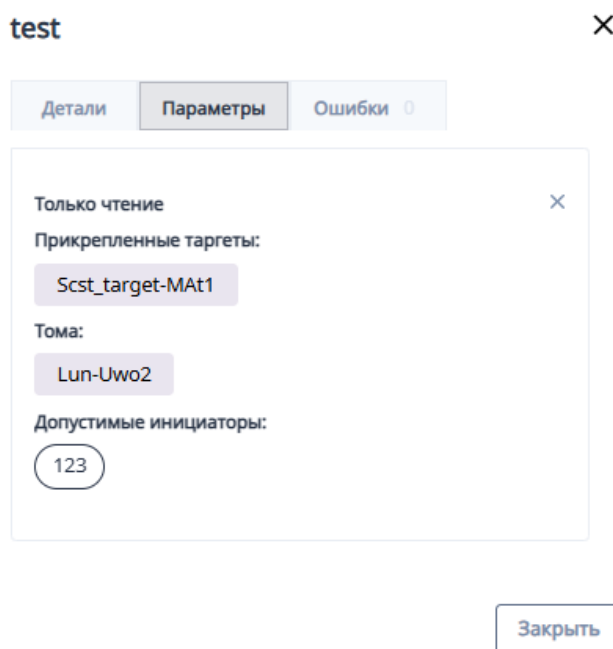 test
Детали Параметры Ошибки 0
Только чтение
Прикрепленные таргеты:
Scst_target-MAt1
Тома:
Lun-Uwo2
Допустимые инициаторы:
123
Закрыть